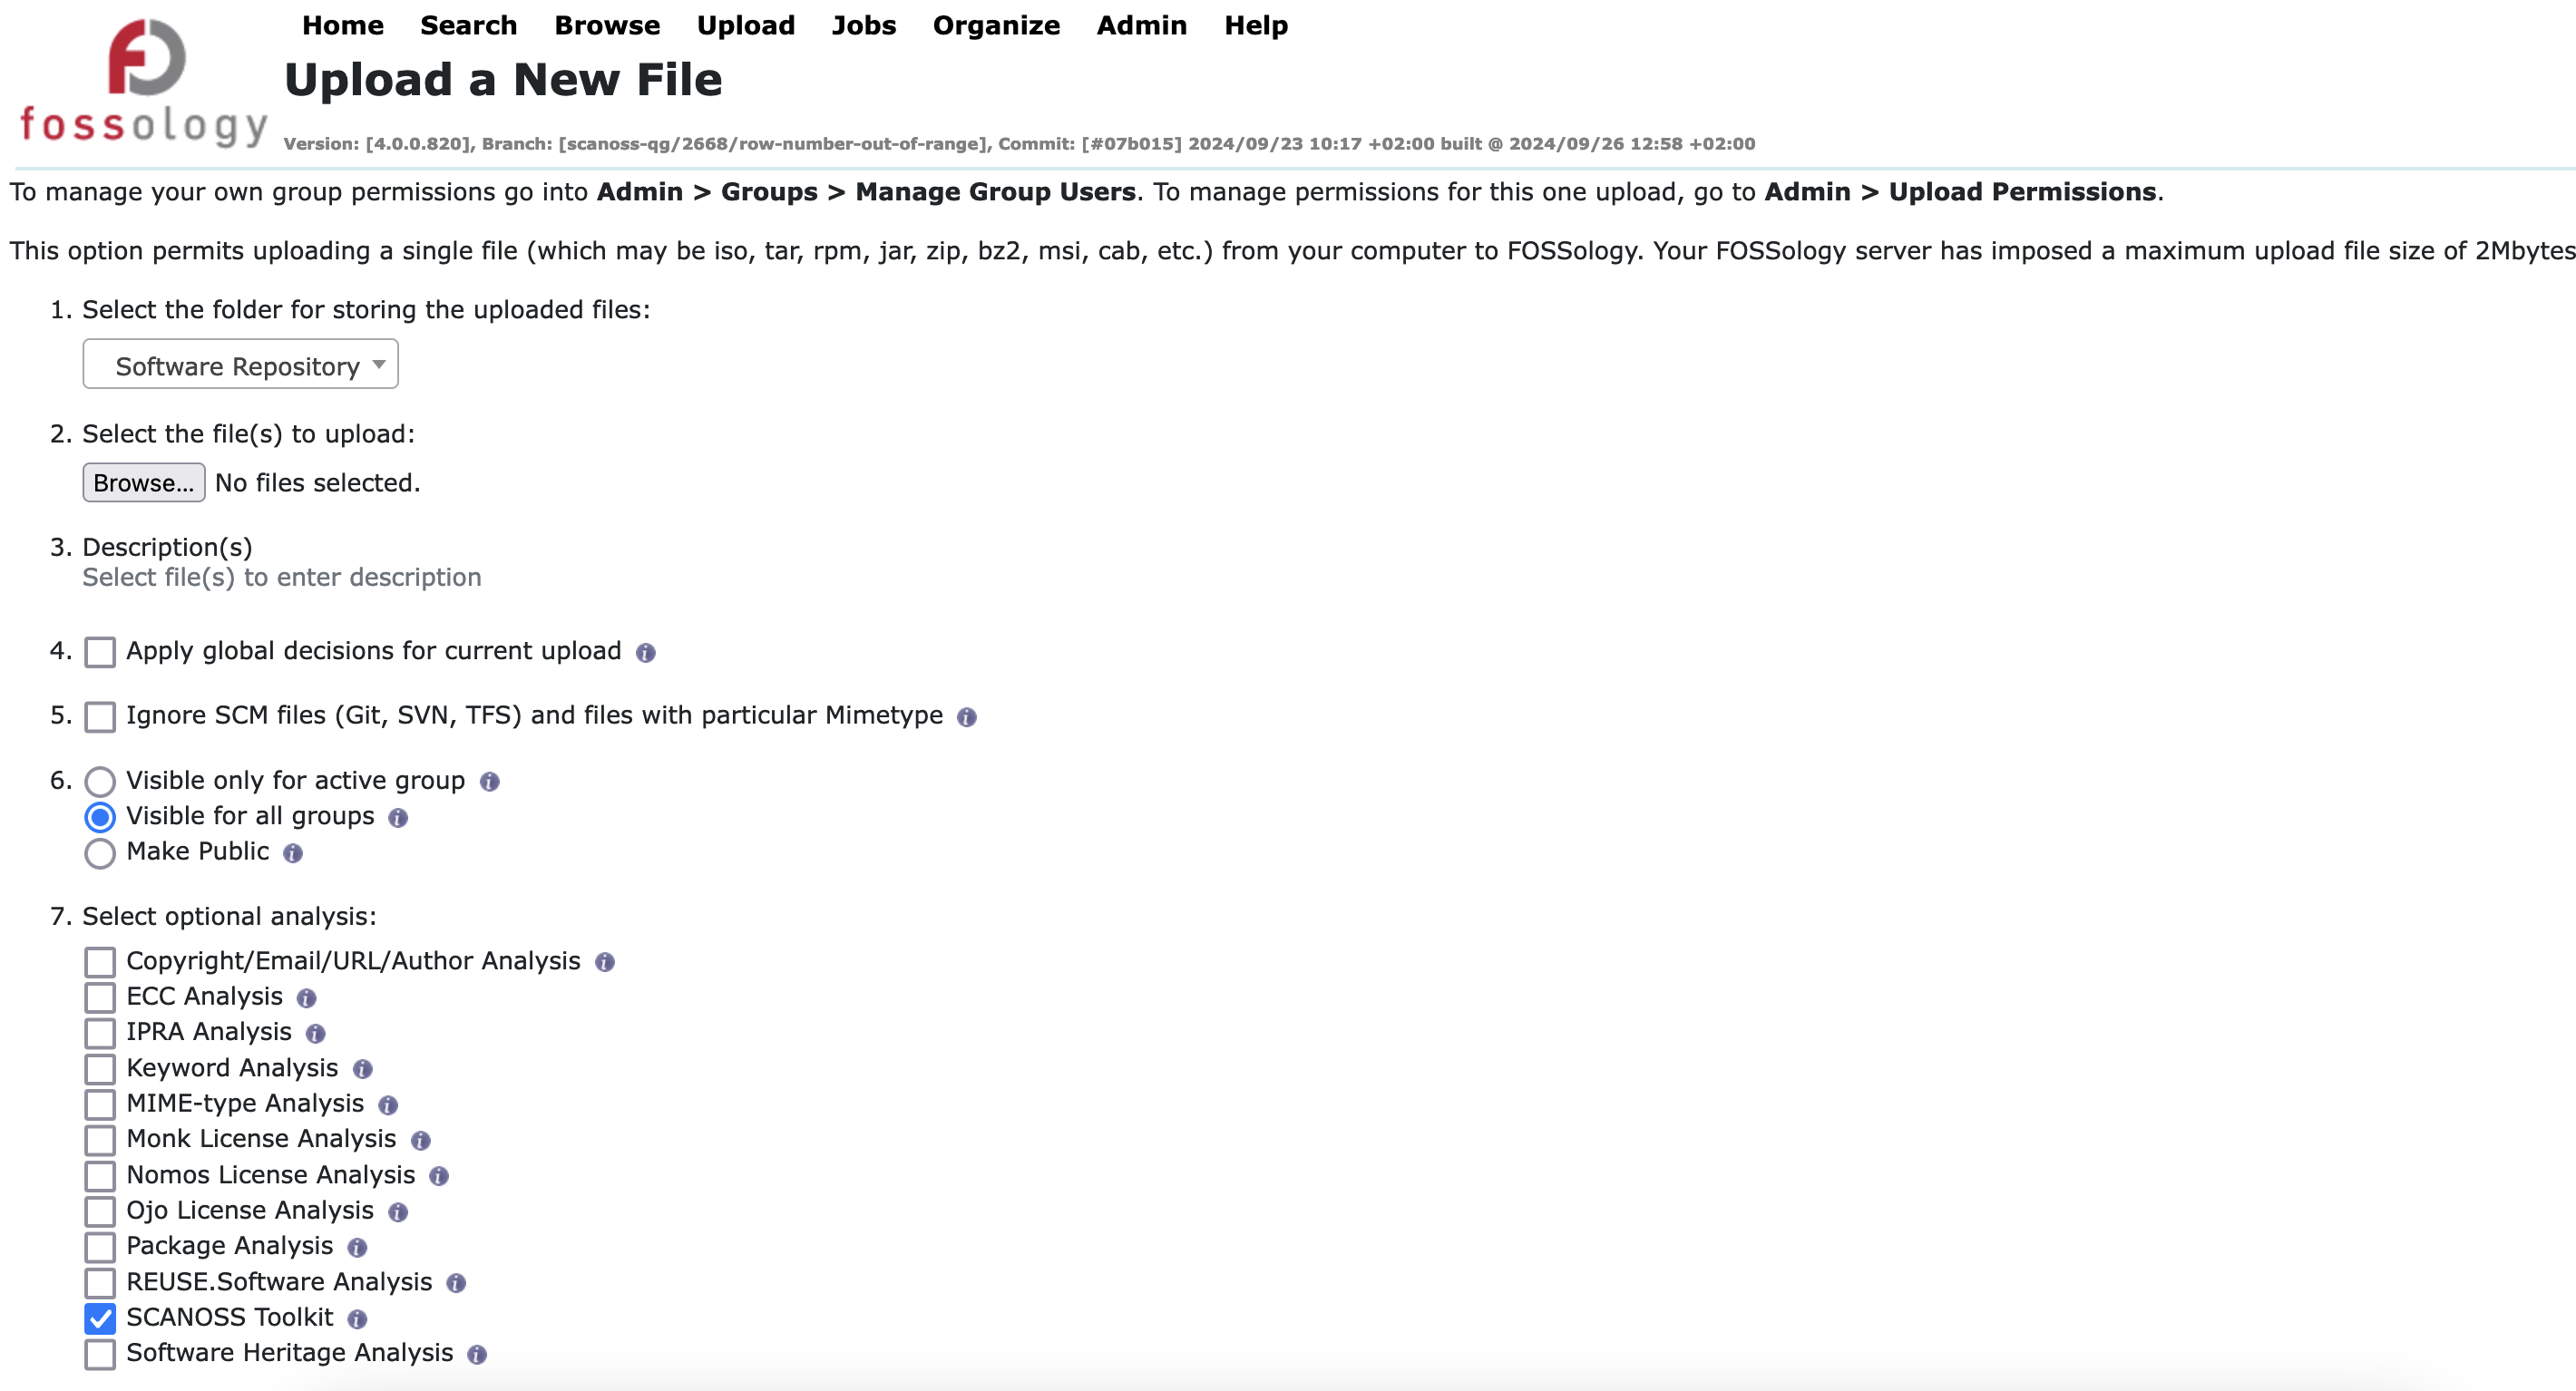 Home Search Browse Upload Jobs Organize Admin Help
fossology
Upload a New File
Version: [4.0.0.820], Branch: [scanoss-qg/2668/row-number-out-of-range], Commit: [#07b015] 2024/09/23 10:17 +02:00 built @ 2024/09/26 12:58 +02:00
To manage your own group permissions go into Admin > Groups > Manage Group Users. To manage permissions for this one upload, go to Admin > Upload Permissions.
This option permits uploading a single file (which may be iso, tar, rpm, jar, zip, bz2, msi, cab, etc.) from your computer to FOSSology. Your FOSSology server has imposed a maximum upload file size of 2Mbytes
1. Select the folder for storing the uploaded files:
Software Repository
2. Select the file(s) to upload:
Browse... No files selected.
3. Description(s)
Select file(s) to enter description
4. Apply global decisions for current upload
5. Ignore SCM files (Git, SVN, TFS) and files with particular Mimetype
6. Visible only for active group
Visible for all groups
Make Public
7. Select optional analysis:
Copyright/Email/URL/Author Analysis
ECC Analysis
IPRA Analysis
Keyword Analysis
MIME-type Analysis
Monk License Analysis
Nomos License Analysis
Ojo License Analysis
Package Analysis
REUSE.Software Analysis
SCANOSS Toolkit
Software Heritage Analysis